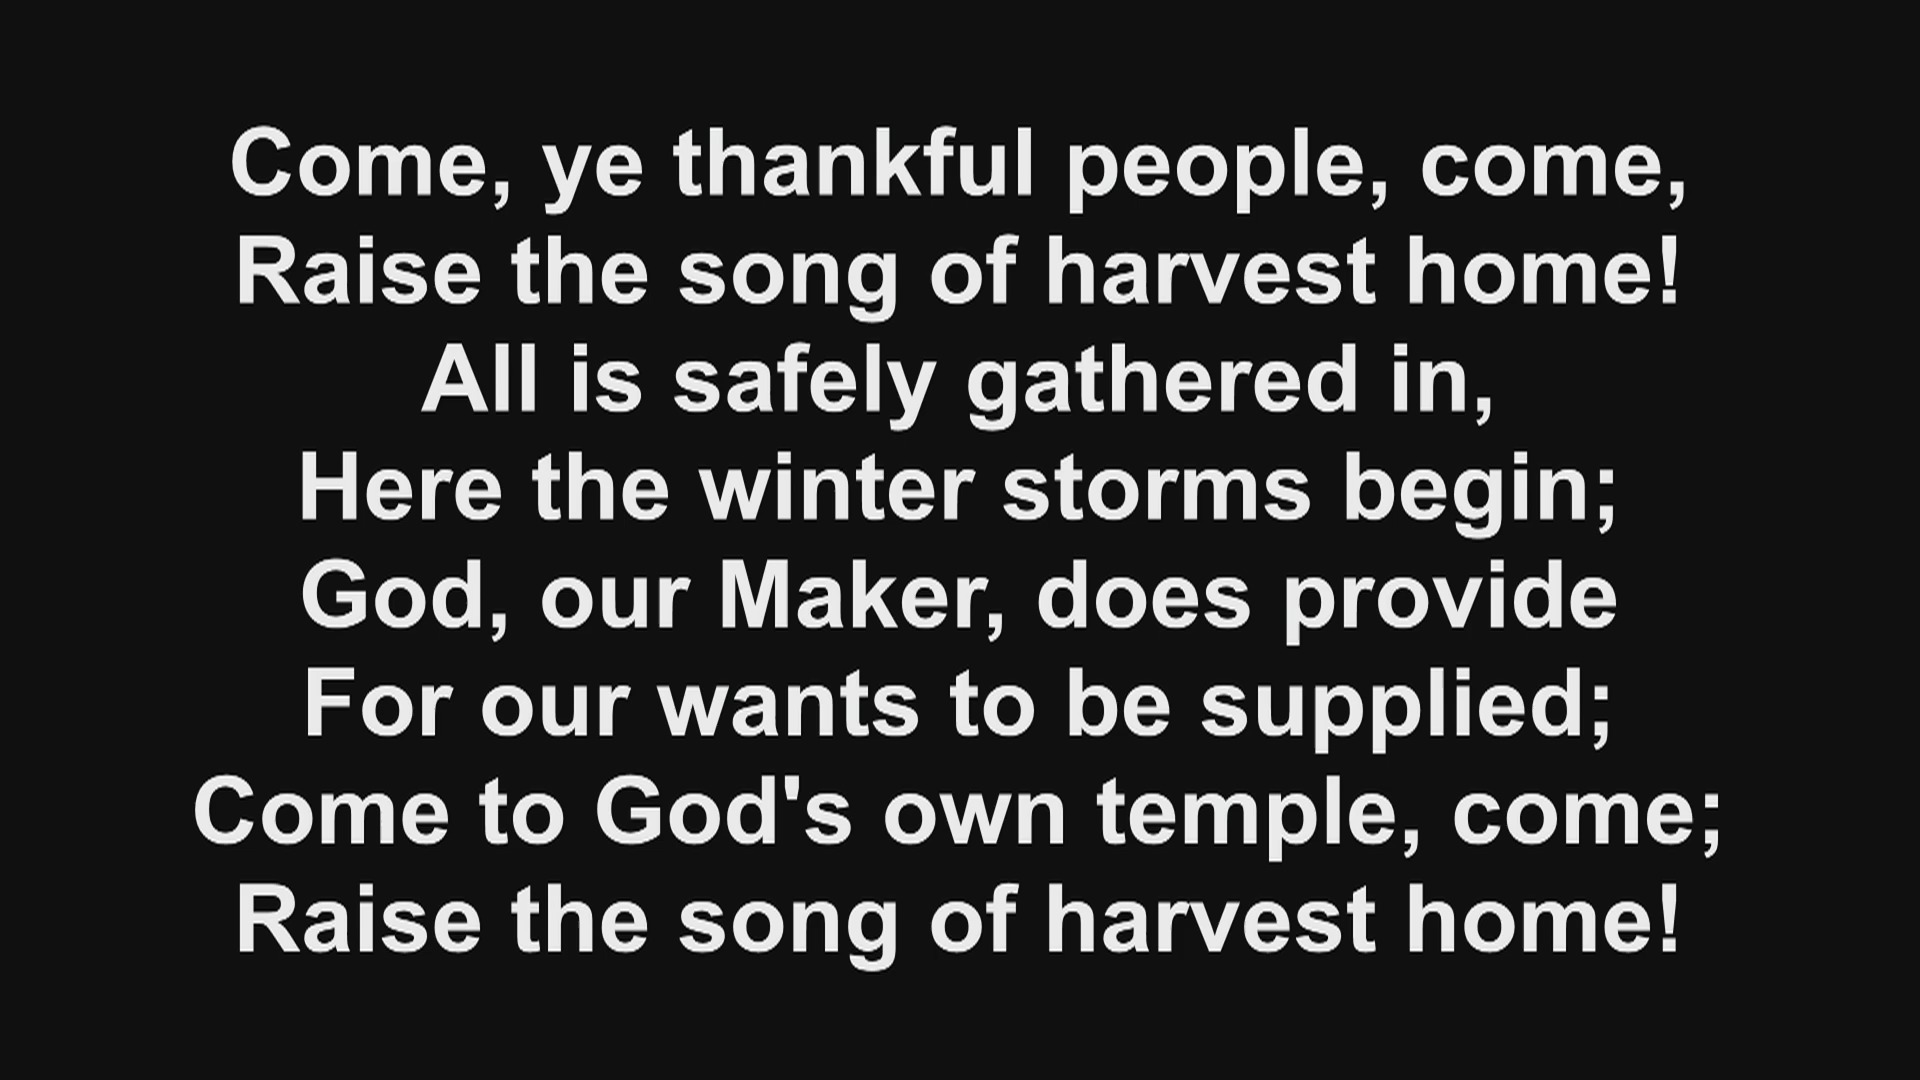 Come, ye thankful people, come,
Raise the song of harvest home!
All is safely gathered in,
Here the winter storms begin;
God, our Maker, does provide
For our wants to be supplied;
Come to God's own temple, come;
Raise the song of harvest home!